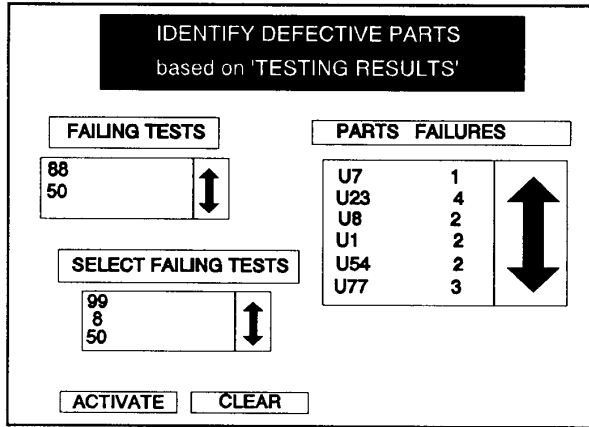 IDENTIFY DEFECTIVE PARTS
based on 'TESTING RESULTS'
FAILING TESTS
88
50
SELECT FAILING TESTS
99
8
50
PARTS FAILURES
U7 1
U23 4
U8 2
U1 2
U54 2
U77 3
ACTIVATE CLEAR